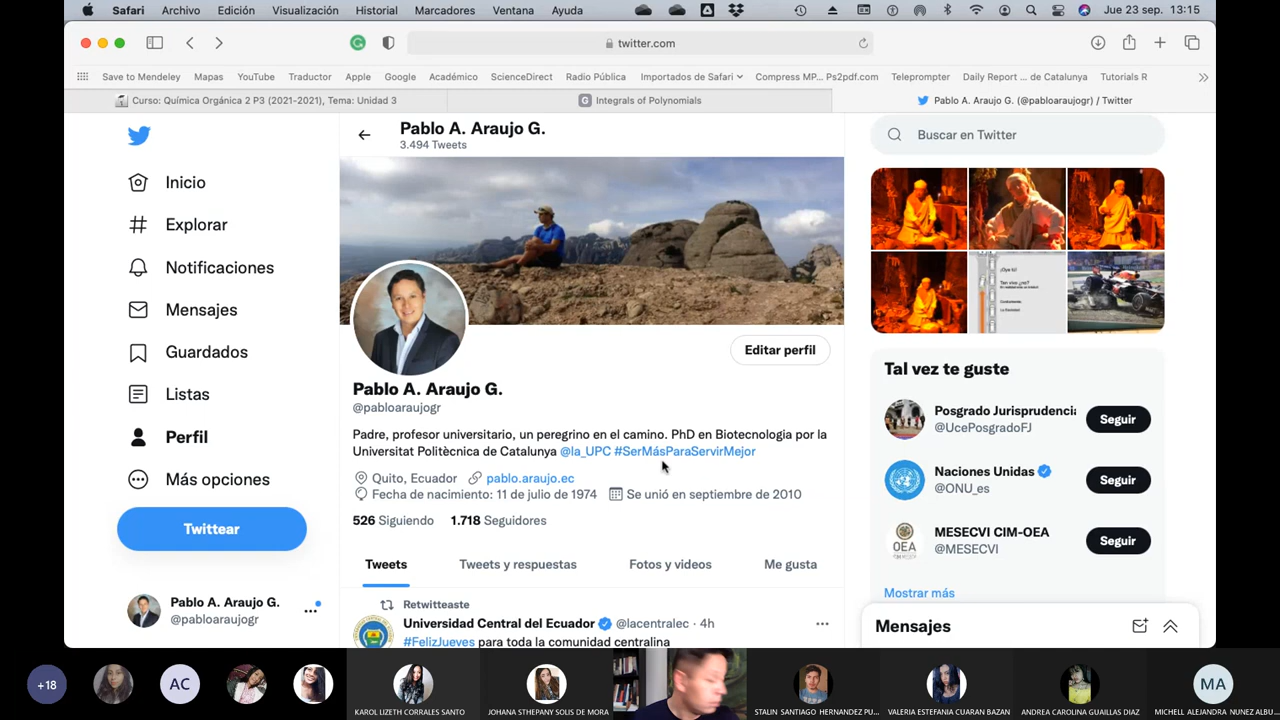 Safari Archivo Edición Visualización Historial Marcadores Ventana Ayuda Jue 23 sep. 13:15
twitter.com
Save to Mendeley Mapas YouTube Traductor Apple Google Académico ScienceDirect Radio Pública Importados de Safari Compress MP... Ps2pdf.com Teleprompter Daily Report ... de Catalunya Tutorials R
Curso: Química Orgánica 2 P3 (2021-2021), Tema: Unidad 3
Integrals of Polynomials
Pablo A. Araujo G. (@pabloaraujogr) / Twitter
Inicio
Explorar
Notificaciones
Mensajes
Guardados
Listas
Perfil
Más opciones
Twittear
Pablo A. Araujo G.
@pabloaraujogr
Pablo A. Araujo G.
3.494 Tweets
Editar perfil
Pablo A. Araujo G.
@pabloaraujogr
Padre, profesor universitario, un peregrino en el camino. PhD en Biotecnologia por la
Universitat Politècnica de Catalunya @la_UPC #SerMásParaServirMejor
Quito, Ecuador pablo.araujo.ec
Fecha de nacimiento: 11 de julio de 1974 Se unió en septiembre de 2010
526 Siguiendo 1.718 Seguidores
Tweets Tweets y respuestas Fotos y videos Me gusta
Retwitteaste
Universidad Central del Ecuador @lacentralec · 4h
#FelizJueves para toda la comunidad centralina
Buscar en Twitter
¡Oye tú!
Tal vez te guste
Posgrado Jurisprudencia
@UcePosgradoFJ
Seguir
Naciones Unidas
@ONU_es
Seguir
MESECVI CIM-OEA
@MESECVI
Seguir
OEA
Mostrar más
Mensajes
+18
AC
KAROL LIZETH CORRALES SANTO
JOHANA STHEPANY SOLIS DE MORA
STALIN SANTIAGO HERNANDEZ PU...
VALERIA ESTEFANIA CUARAN BAZAN
ANDREA CAROLINA GUAILLAS DIAZ
MA
MICHELL ALEJANDRA NUNEZ ALBU...